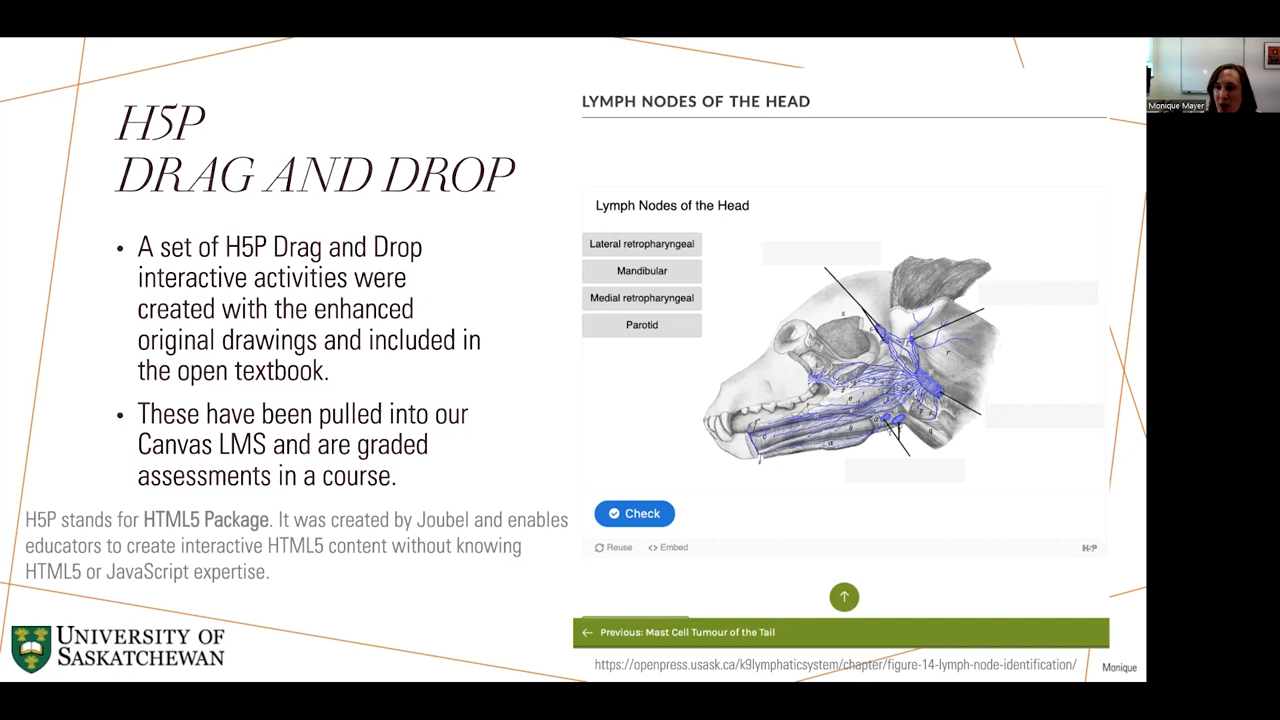 H5P
DRAG AND DROP
• A set of H5P Drag and Drop
interactive activities were
created with the enhanced
original drawings and included in
the open textbook.
• These have been pulled into our
Canvas LMS and are graded
assessments in a course.
H5P stands for HTML5 Package. It was created by Joubel and enables
educators to create interactive HTML5 content without knowing
HTML5 or JavaScript expertise.
UNIVERSITY OF
SASKATCHEWAN
LYMPH NODES OF THE HEAD
Lymph Nodes of the Head
Lateral retropharyngeal
Mandibular
Medial retropharyngeal
Parotid
Check
Reuse
Embed
H5P
Previous: Mast Cell Tumour of the Tail
https://openpress.usask.ca/k9lymphaticsystem/chapter/figure-14-lymph-node-identification/
Monique
Monique Mayer